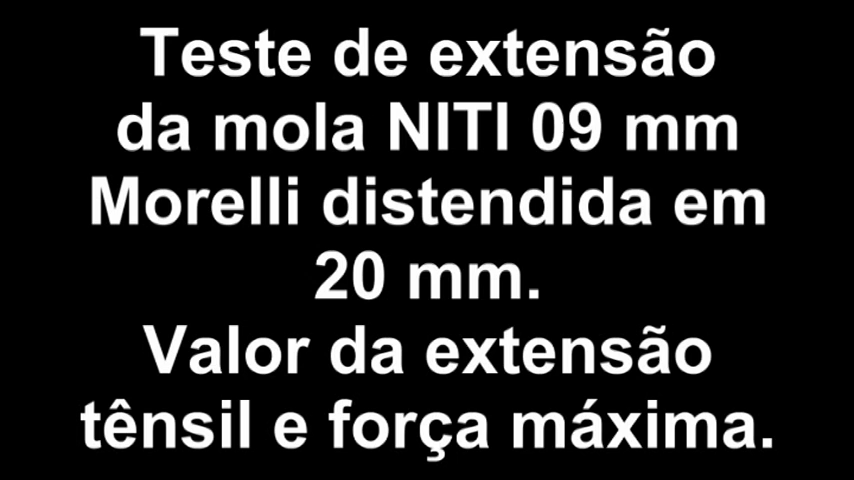 Teste de extensão
da mola NITI 09 mm
Morelli distendida em
20 mm.
Valor da extensão
tênsil e força máxima.